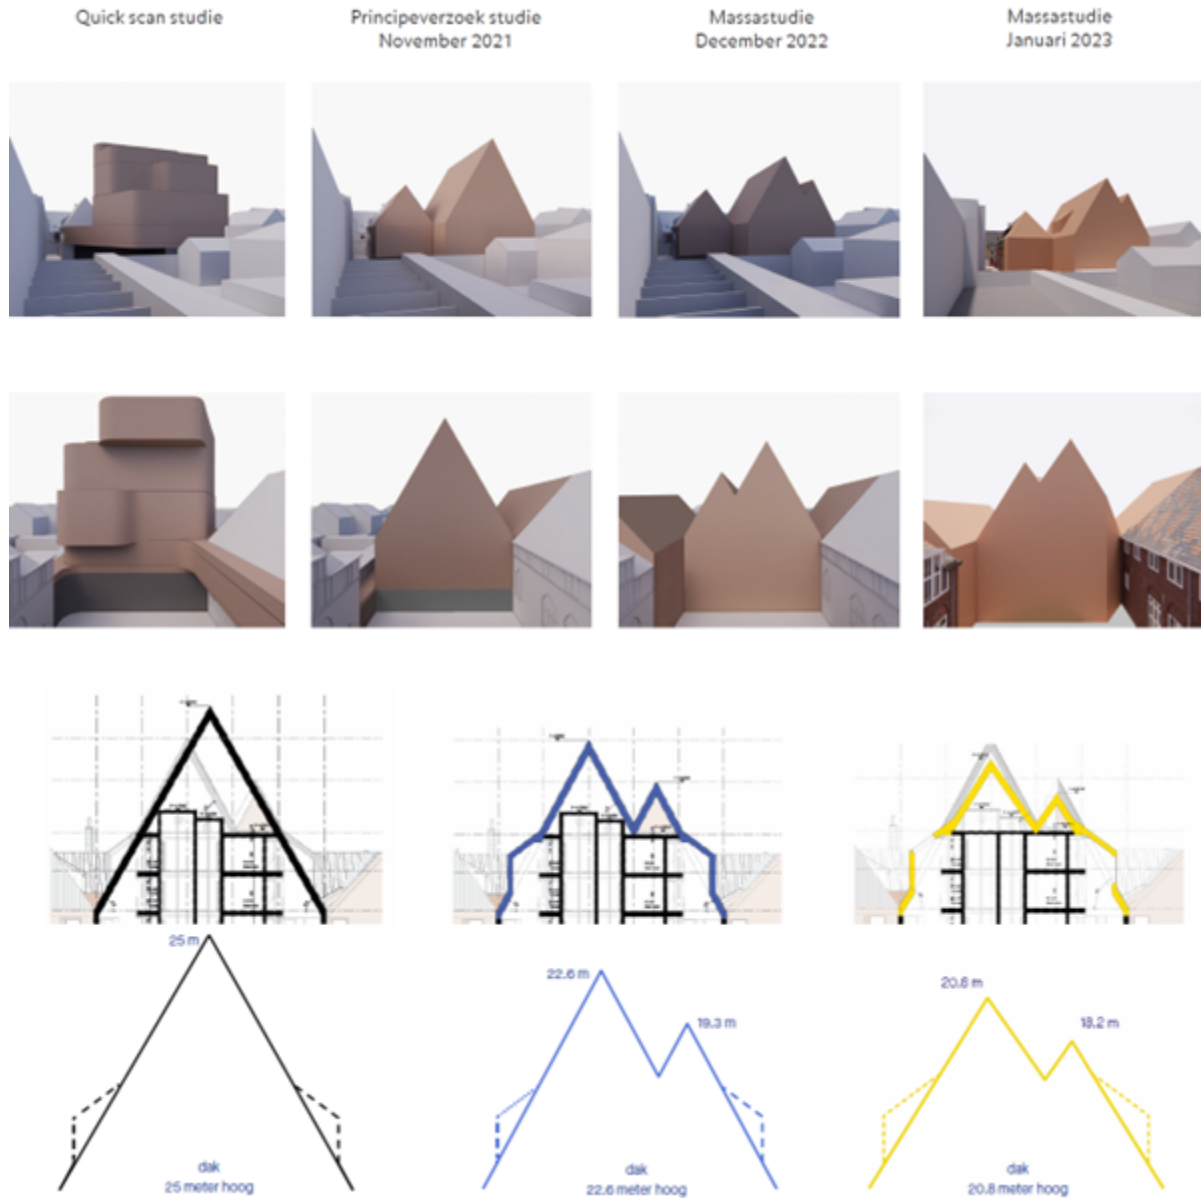 Quick scan studie
Principeverzoek studie
November 2021
Massastudie
December 2022
Massastudie
Januari 2023
25 m
22.6 m
19.3 m
20.8 m
18.2 m
dak
25 meter hoog
dak
22.6 meter hoog
dak
20.8 meter hoog